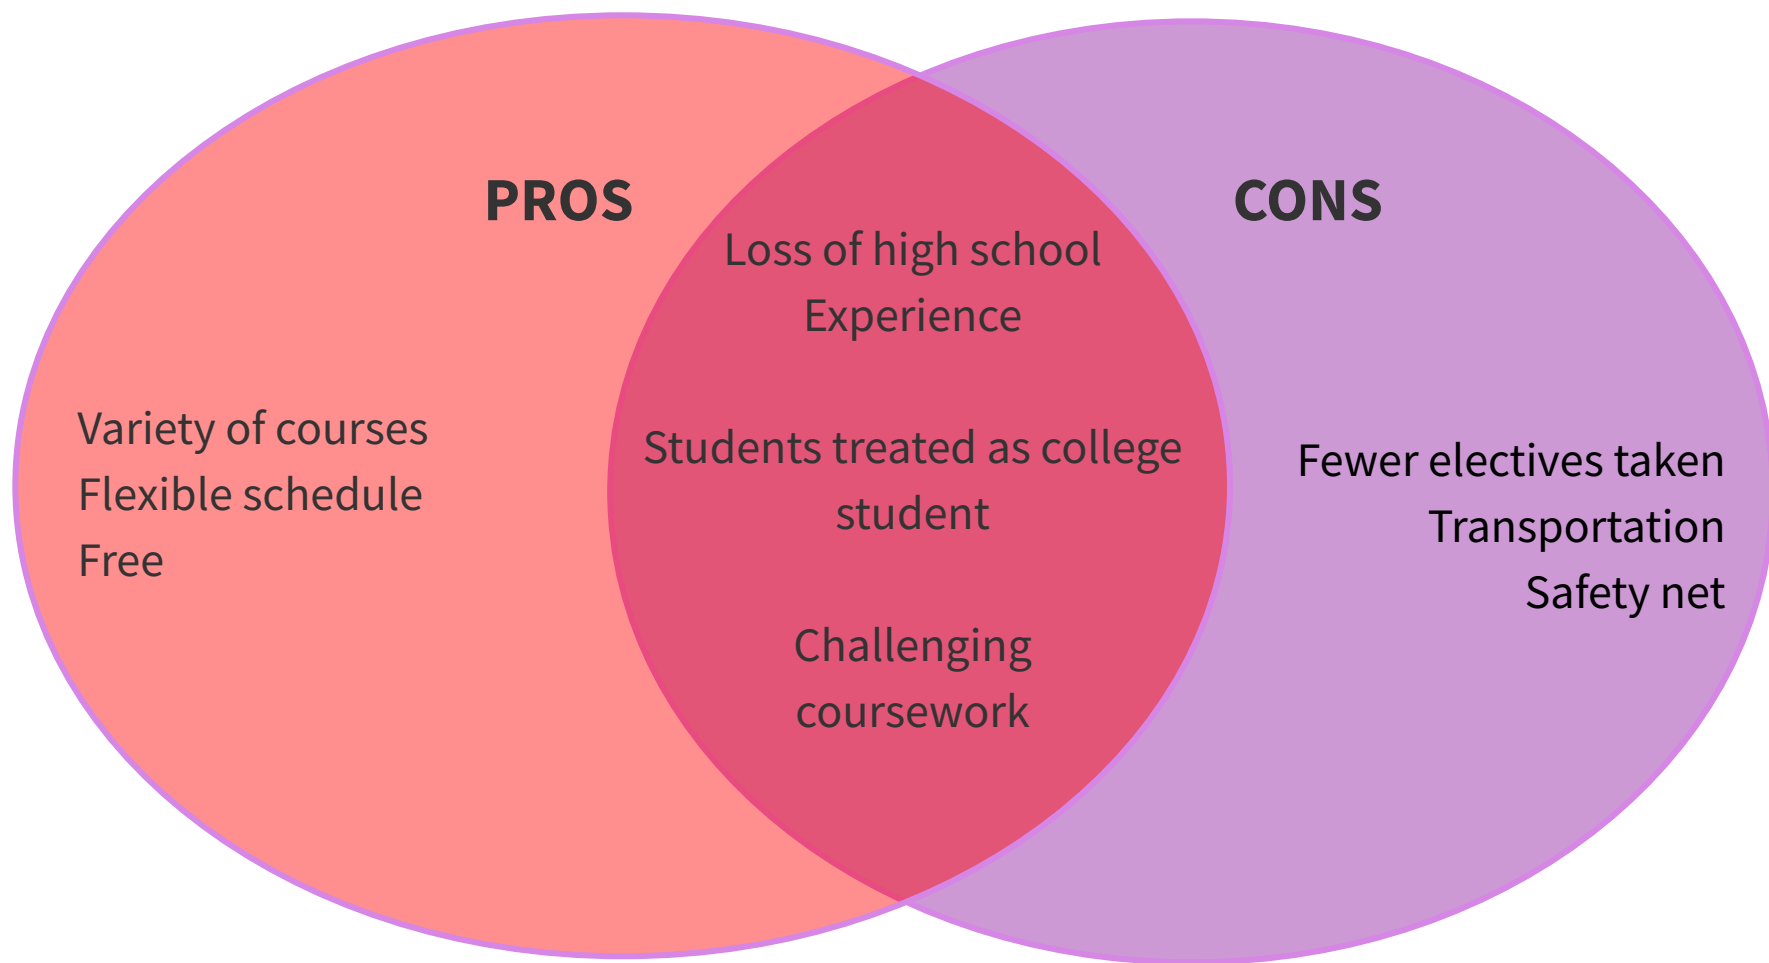 PROS
Variety of courses
Flexible schedule
Free
Loss of high school
Experience
Students treated as college
student
Challenging
coursework
CONS
Fewer electives taken
Transportation
Safety net